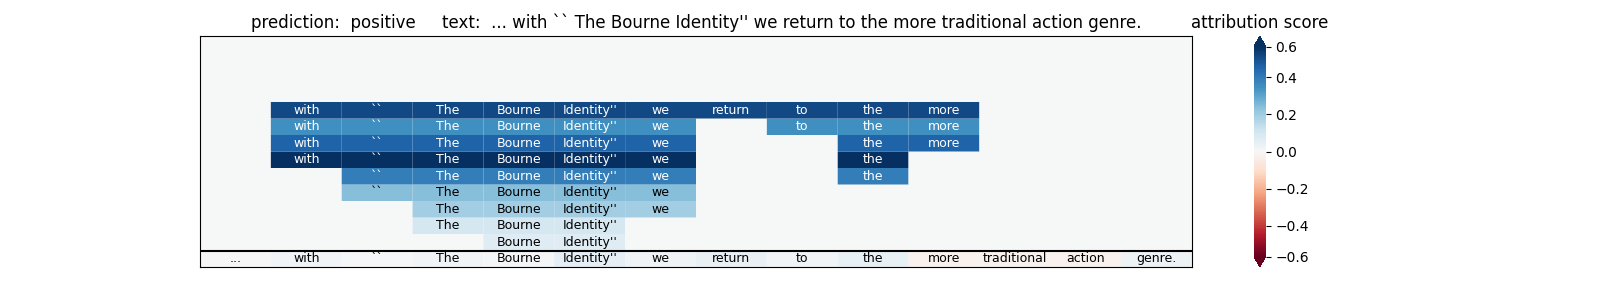 prediction:  positive     text:  ... with `` The Bourne Identity'' we return to the more traditional action genre.     attribution score
with `` The Bourne Identity'' we return to the more
with `` The Bourne Identity'' we to the more
with `` The Bourne Identity'' we the more
with `` The Bourne Identity'' we the
`` The Bourne Identity'' we the
`` The Bourne Identity'' we
The Bourne Identity'' we
The Bourne Identity''
Bourne Identity''
... with `` The Bourne Identity'' we return to the more traditional action genre.
0.6
0.4
0.2
0.0
−0.2
−0.4
−0.6